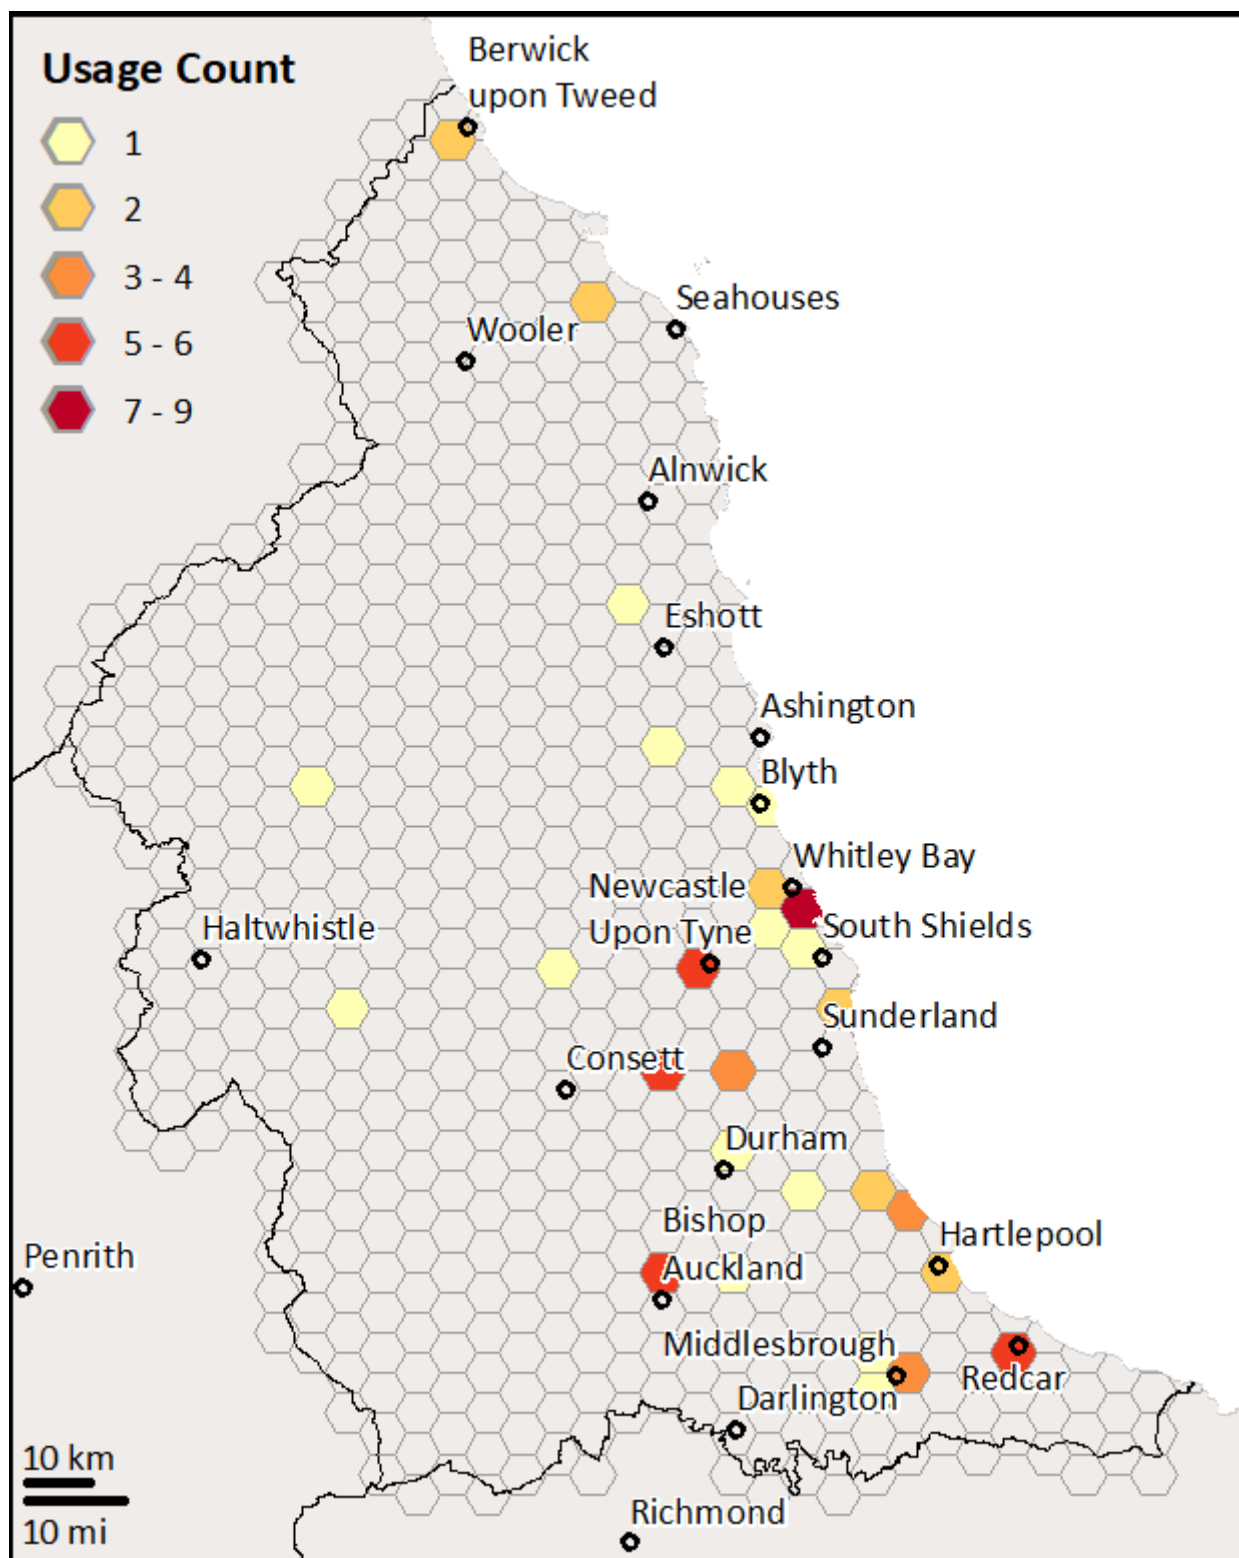 Usage Count
1
2
3 - 4
5 - 6
7 - 9
Berwick
upon Tweed
Seahouses
Wooler
Alnwick
Eshott
Ashington
Blyth
Whitley Bay
Newcastle
Upon Tyne
South Shields
Haltwhistle
Sunderland
Consett
Durham
Bishop
Auckland
Hartlepool
Penrith
Middlesbrough
Redcar
Darlington
10 km
10 mi
Richmond